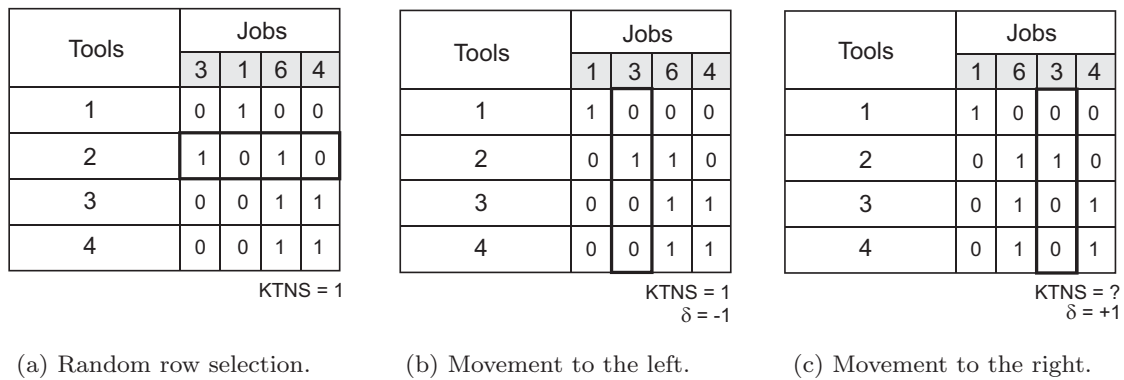 Tools Jobs
3 1 6 4
1 0 1 0 0
2 1 0 1 0
3 0 0 1 1
4 0 0 1 1
KTNS = 1
(a) Random row selection.
Tools Jobs
1 3 6 4
1 1 0 0 0
2 0 1 1 0
3 0 0 1 1
4 0 0 1 1
KTNS = 1
δ = -1
(b) Movement to the left.
Tools Jobs
1 6 3 4
1 1 0 0 0
2 0 1 1 0
3 0 1 0 1
4 0 1 0 1
KTNS = ?
δ = +1
(c) Movement to the right.